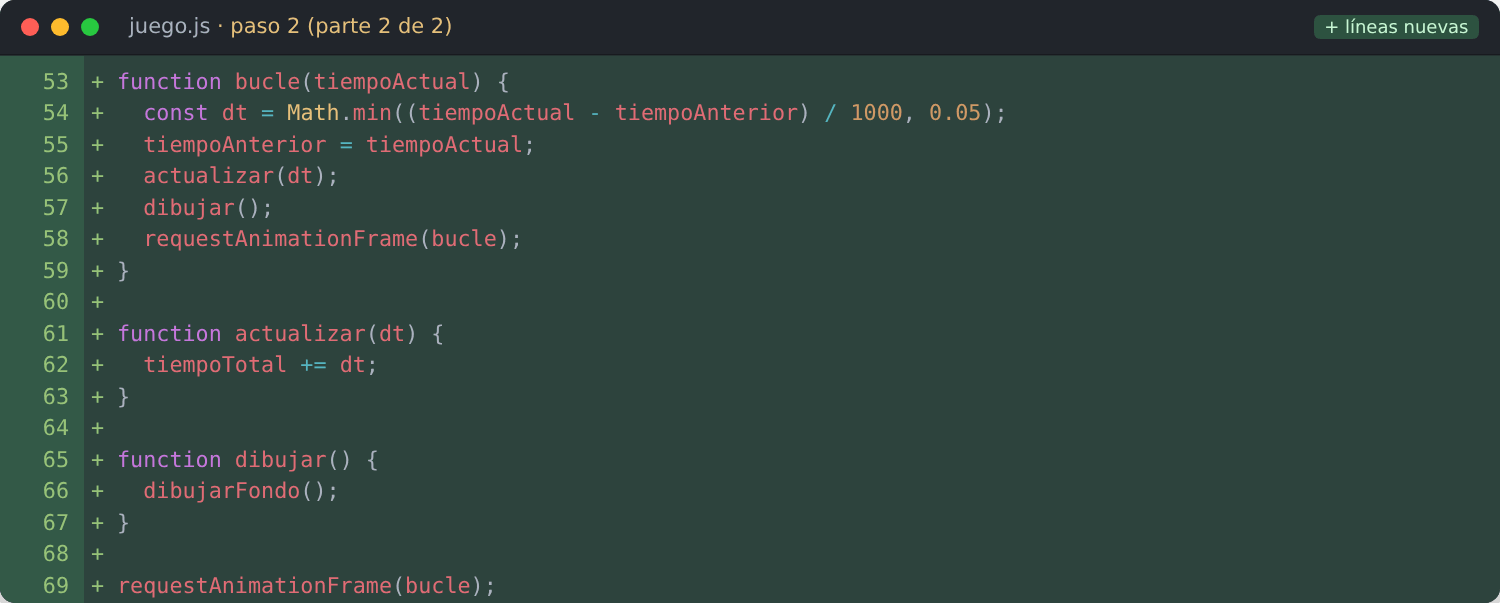 juego.js · paso 2 (parte 2 de 2)
+ líneas nuevas
53 + function bucle(tiempoActual) {
54 +   const dt = Math.min((tiempoActual - tiempoAnterior) / 1000, 0.05);
55 +   tiempoAnterior = tiempoActual;
56 +   actualizar(dt);
57 +   dibujar();
58 +   requestAnimationFrame(bucle);
59 + }
60 +
61 + function actualizar(dt) {
62 +   tiempoTotal += dt;
63 + }
64 +
65 + function dibujar() {
66 +   dibujarFondo();
67 + }
68 +
69 + requestAnimationFrame(bucle);